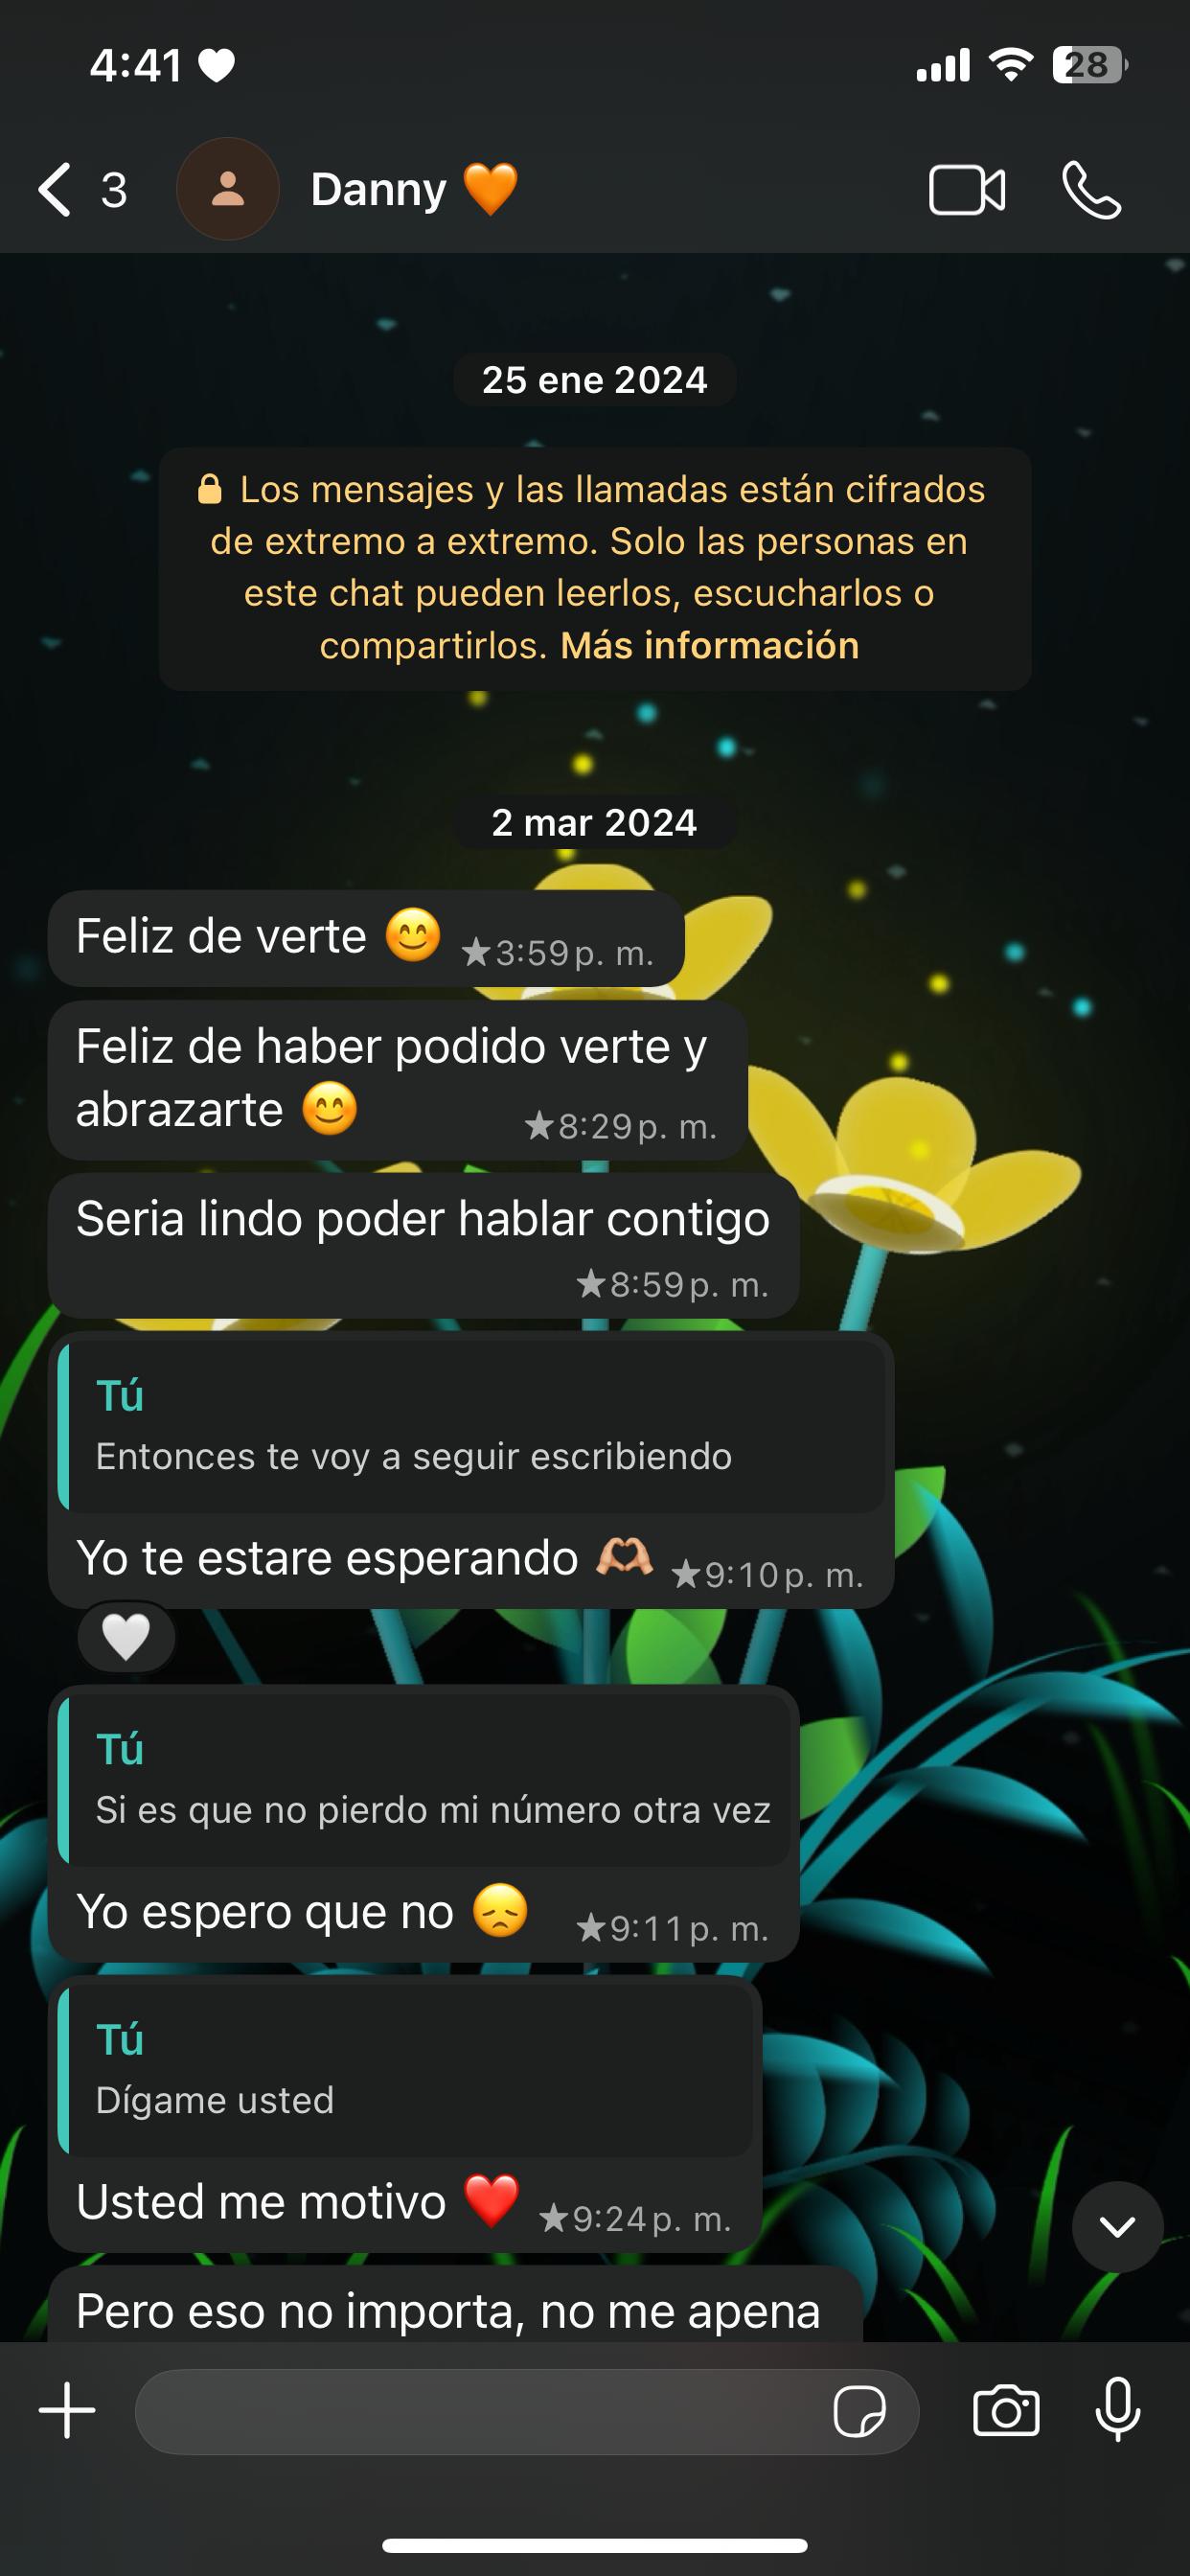 4:41
28
3
Danny 🧡
25 ene 2024
Los mensajes y las llamadas están cifrados
de extremo a extremo. Solo las personas en
este chat pueden leerlos, escucharlos o
compartirlos. Más información
2 mar 2024
Feliz de verte 😊 ★3:59 p. m.
Feliz de haber podido verte y
abrazarte 😊 ★8:29 p. m.
Seria lindo poder hablar contigo
★8:59 p. m.
Tú
Entonces te voy a seguir escribiendo
Yo te estare esperando 🫶🏼 ★9:10 p. m.
🤍
Tú
Si es que no pierdo mi número otra vez
Yo espero que no 😞 ★9:11 p. m.
Tú
Dígame usted
Usted me motivo ❤️ ★9:24 p. m.
Pero eso no importa, no me apena